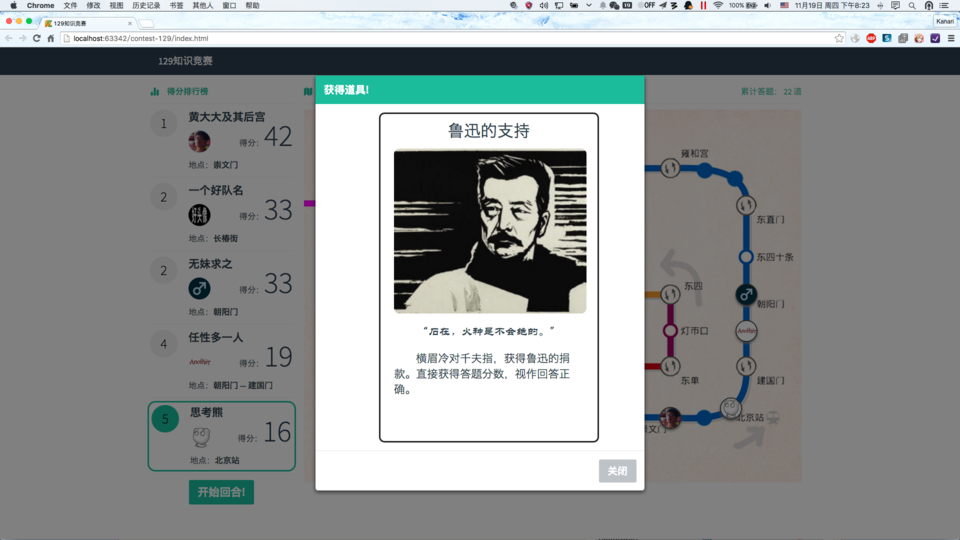 Chrome 文件 修改 视图 历史记录 书签 其他人 窗口 帮助
OFF 100% 11月19日 周四 下午8:23
129知识竞赛
Kanari
localhost:63342/contest-129/index.html
129知识竞赛
得分排行榜
累计答题： 22 道
1 黄大大及其后宫
得分: 42
地点： 崇文门
2 一个好队名
得分: 33
地点： 长椿街
2 无妹求之
得分: 33
地点： 朝阳门
4 任性多一人
得分: 19
地点： 朝阳门 — 建国门
5 思考熊
得分: 16
地点： 北京站
开始回合!
获得道具!
鲁迅的支持
“石在，火种是不会绝的。”
横眉冷对千夫指，获得鲁迅的捐
款。直接获得答题分数，视作回答正
确。
关闭
雍和宫
东直门
东四十条
东四
朝阳门
灯市口
东单
建国门
北京站
文门